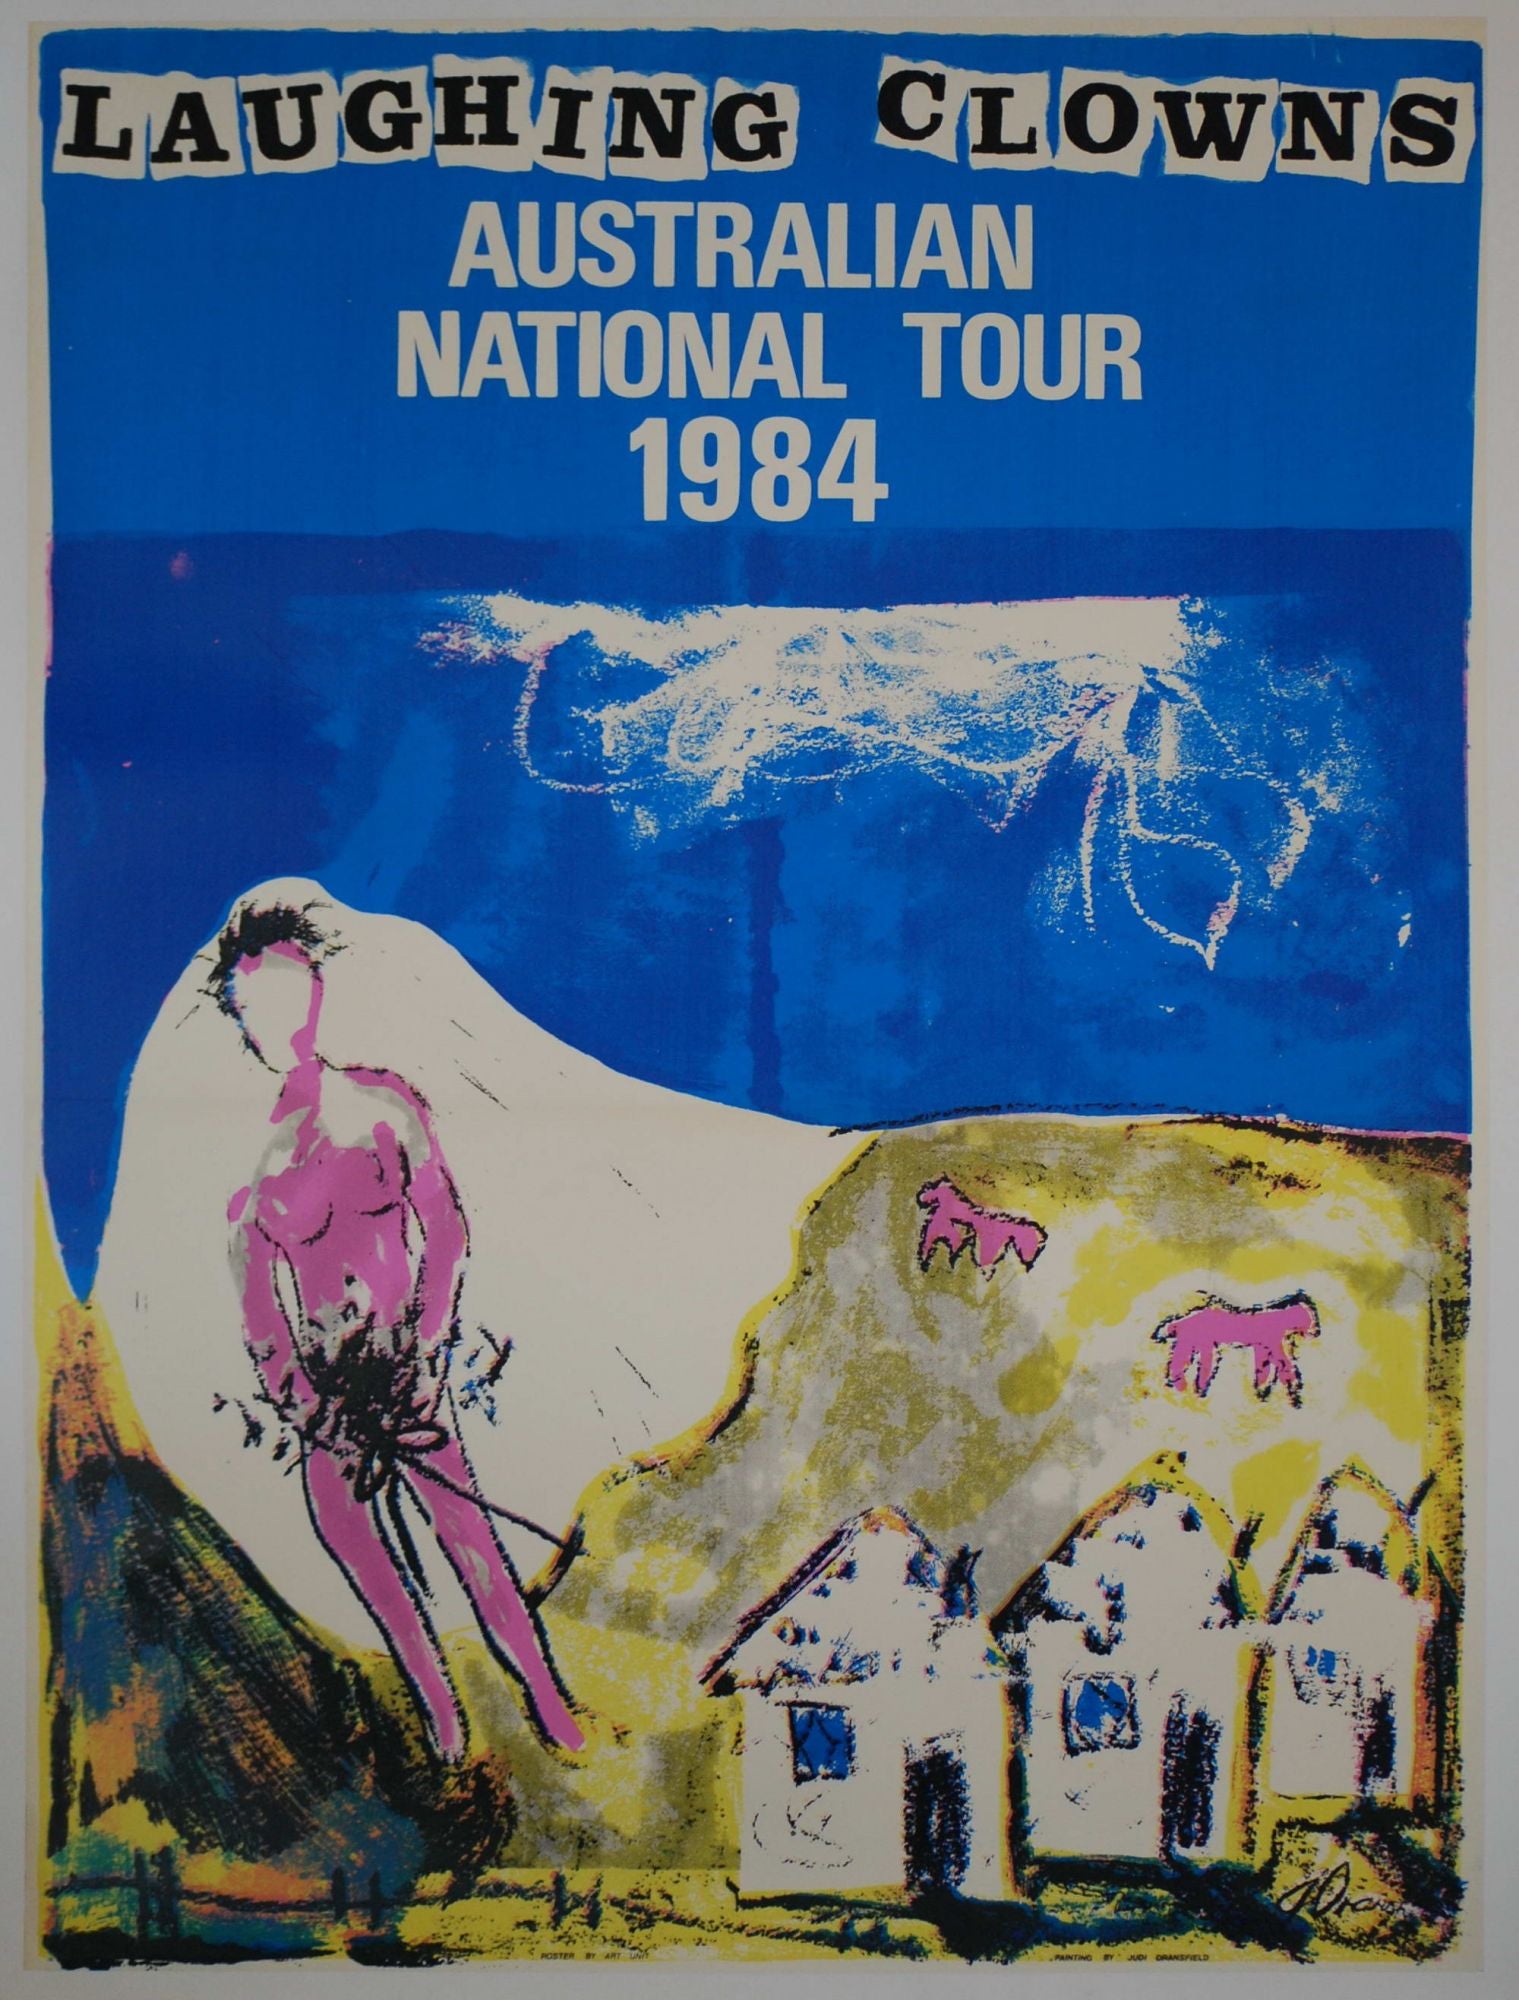 LAUGHING CLOWNS
AUSTRALIAN
NATIONAL TOUR
1984
POSTER BY ART UNIT
PAINTING BY JUDI DRANSFIELD